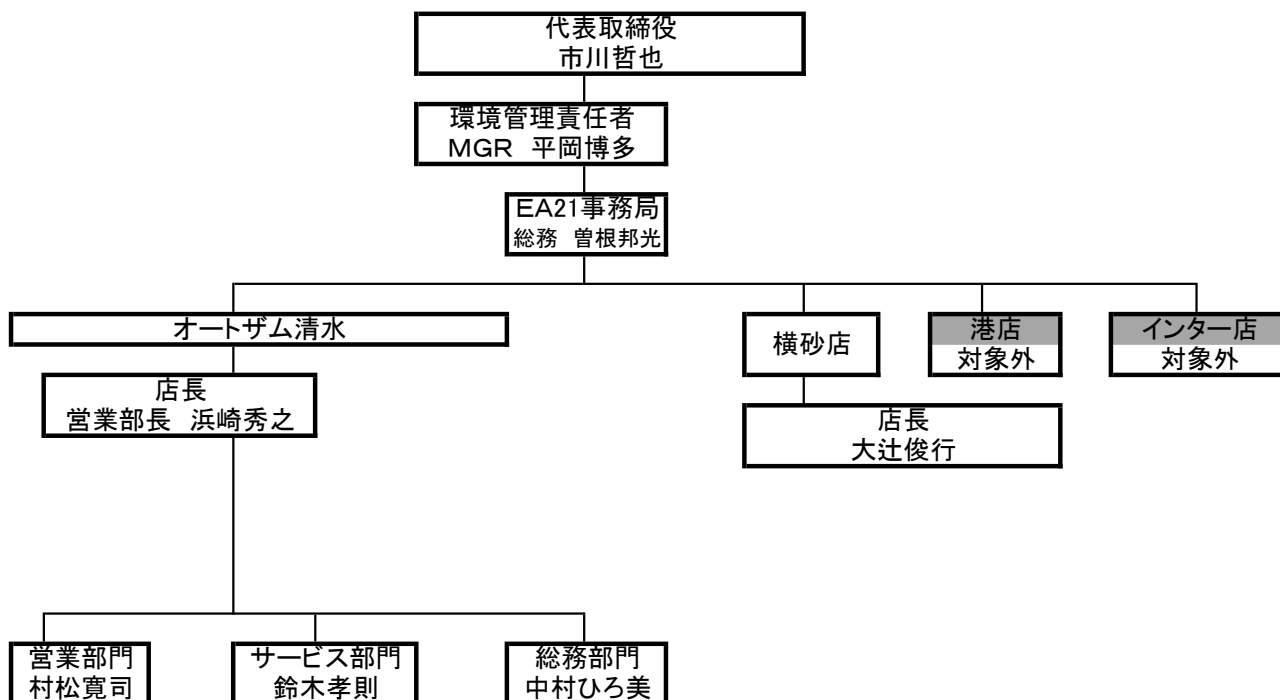 代表取締役
市川哲也
環境管理責任者
MGR 平岡博多
EA21事務局
総務 曽根邦光
オートザム清水
横砂店
港店
対象外
インター店
対象外
店長
営業部長 浜崎秀之
店長
大辻俊行
営業部門
村松寛司
サービス部門
鈴木孝則
総務部門
中村ひろ美